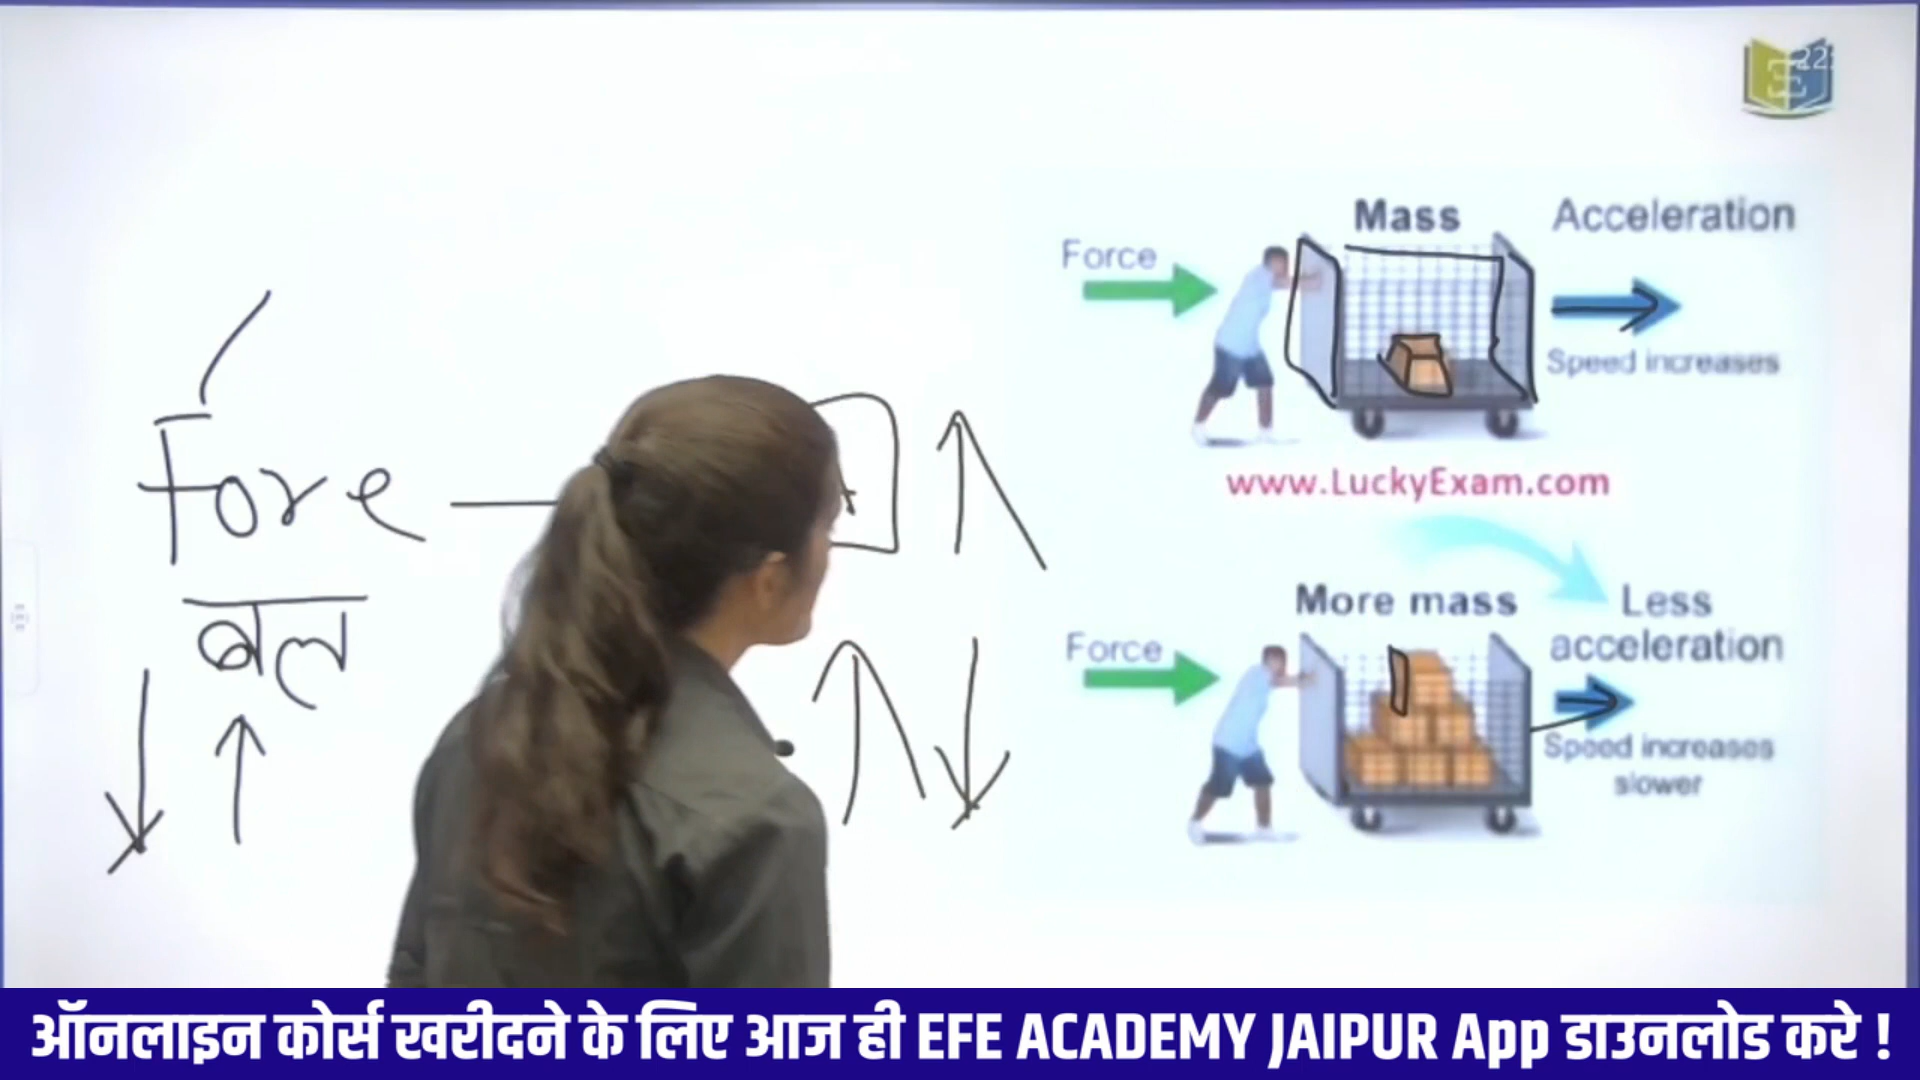 22
Mass
Acceleration
Force
Speed increases
Fore
बल
www.LuckyExam.com
More mass
Less
acceleration
Force
Speed increases
slower
ऑनलाइन कोर्स खरीदने के लिए आज ही EFE ACADEMY JAIPUR App डाउनलोड करे !